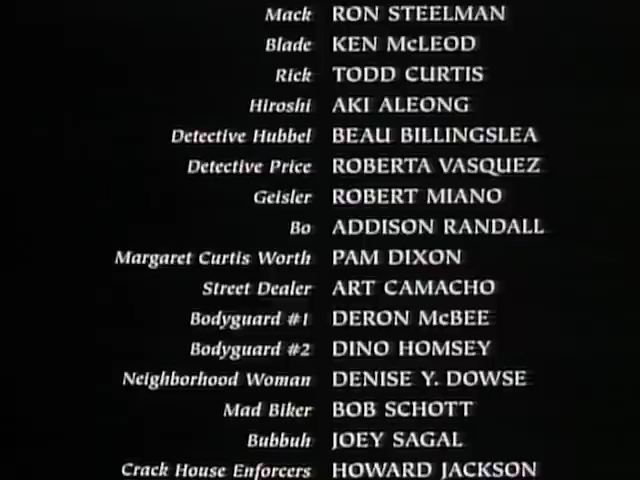 Mack RON STEELMAN
Blade KEN McLEOD
Rick TODD CURTIS
Hiroshi AKI ALEONG
Detective Hubbel BEAU BILLINGSLEA
Detective Price ROBERTA VASQUEZ
Geisler ROBERT MIANO
Bo ADDISON RANDALL
Margaret Curtis Worth PAM DIXON
Street Dealer ART CAMACHO
Bodyguard #1 DERON McBEE
Bodyguard #2 DINO HOMSEY
Neighborhood Woman DENISE Y. DOWSE
Mad Biker BOB SCHOTT
Bubbuh JOEY SAGAL
Crack House Enforcers HOWARD JACKSON